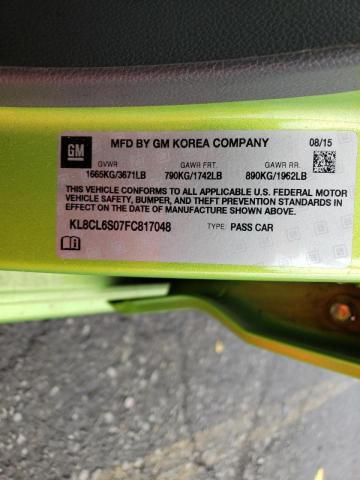 GM
MFD BY GM KOREA COMPANY 08/15
GVWR GAWR FRT. GAWR RR.
1665KG/3671LB 790KG/1742LB 890KG/1962LB
THIS VEHICLE CONFORMS TO ALL APPLICABLE U.S. FEDERAL MOTOR
VEHICLE SAFETY, BUMPER, AND THEFT PREVENTION STANDARDS IN
EFFECT ON THE DATE OF MANUFACTURE SHOWN ABOVE.
KL8CL6S07FC817048 TYPE: PASS CAR